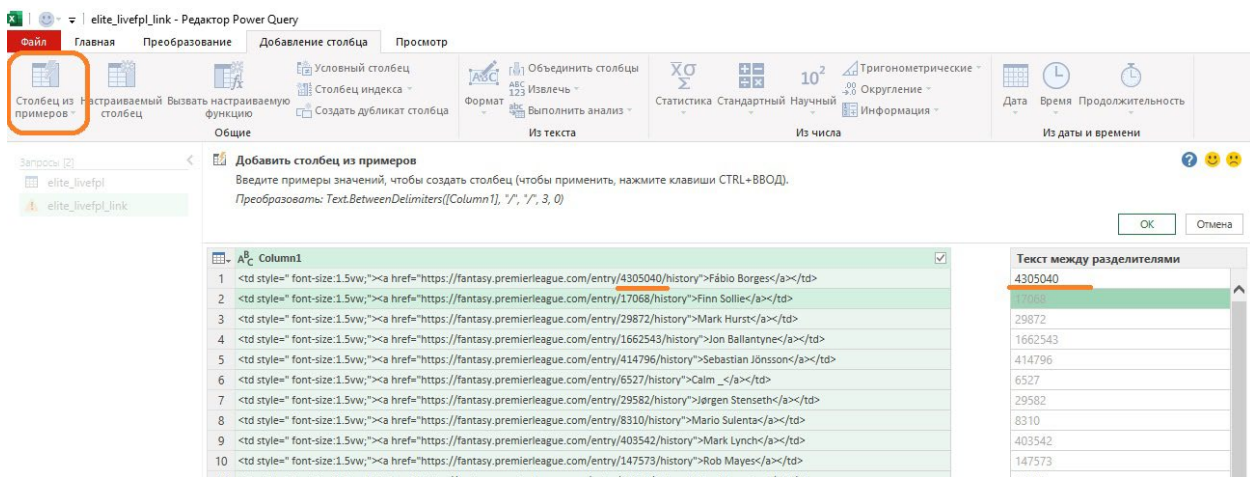 elite_livefpl_link - Редактор Power Query
Файл Главная Преобразование Добавление столбца Просмотр
Столбец из примеров
Настраиваемый столбец
Вызвать настраиваемую функцию
Условный столбец
Столбец индекса
Создать дубликат столбца
Общие
ABC
Формат
Объединить столбцы
ABC 123 Извлечь
abc Выполнить анализ
Из текста
XΟ Σ
Статистика
Стандартный
10²
Научный
Тригонометрические
.00 →.0 Округление
Информация
Из числа
Дата
Время
Продолжительность
Из даты и времени
Запросы [2]
elite_livefpl
elite_livefpl_link
Добавить столбец из примеров
Введите примеры значений, чтобы создать столбец (чтобы применить, нажмите клавиши CTRL+ВВОД).
Преобразовать: Text.BetweenDelimiters([Column1], "/", "/", 3, 0)
ОК Отмена
ABC Column1 Текст между разделителями
1 <td style=" font-size:1.5vw;"><a href="https://fantasy.premierleague.com/entry/4305040/history">Fábio Borges</a></td> 4305040
2 <td style=" font-size:1.5vw;"><a href="https://fantasy.premierleague.com/entry/17068/history">Finn Sollie</a></td> 17068
3 <td style=" font-size:1.5vw;"><a href="https://fantasy.premierleague.com/entry/29872/history">Mark Hurst</a></td> 29872
4 <td style=" font-size:1.5vw;"><a href="https://fantasy.premierleague.com/entry/1662543/history">Jon Ballantyne</a></td> 1662543
5 <td style=" font-size:1.5vw;"><a href="https://fantasy.premierleague.com/entry/414796/history">Sebastian Jönsson</a></td> 414796
6 <td style=" font-size:1.5vw;"><a href="https://fantasy.premierleague.com/entry/6527/history">Calm _</a></td> 6527
7 <td style=" font-size:1.5vw;"><a href="https://fantasy.premierleague.com/entry/29582/history">Jørgen Stenseth</a></td> 29582
8 <td style=" font-size:1.5vw;"><a href="https://fantasy.premierleague.com/entry/8310/history">Mario Sulenta</a></td> 8310
9 <td style=" font-size:1.5vw;"><a href="https://fantasy.premierleague.com/entry/403542/history">Mark Lynch</a></td> 403542
10 <td style=" font-size:1.5vw;"><a href="https://fantasy.premierleague.com/entry/147573/history">Rob Mayes</a></td> 147573